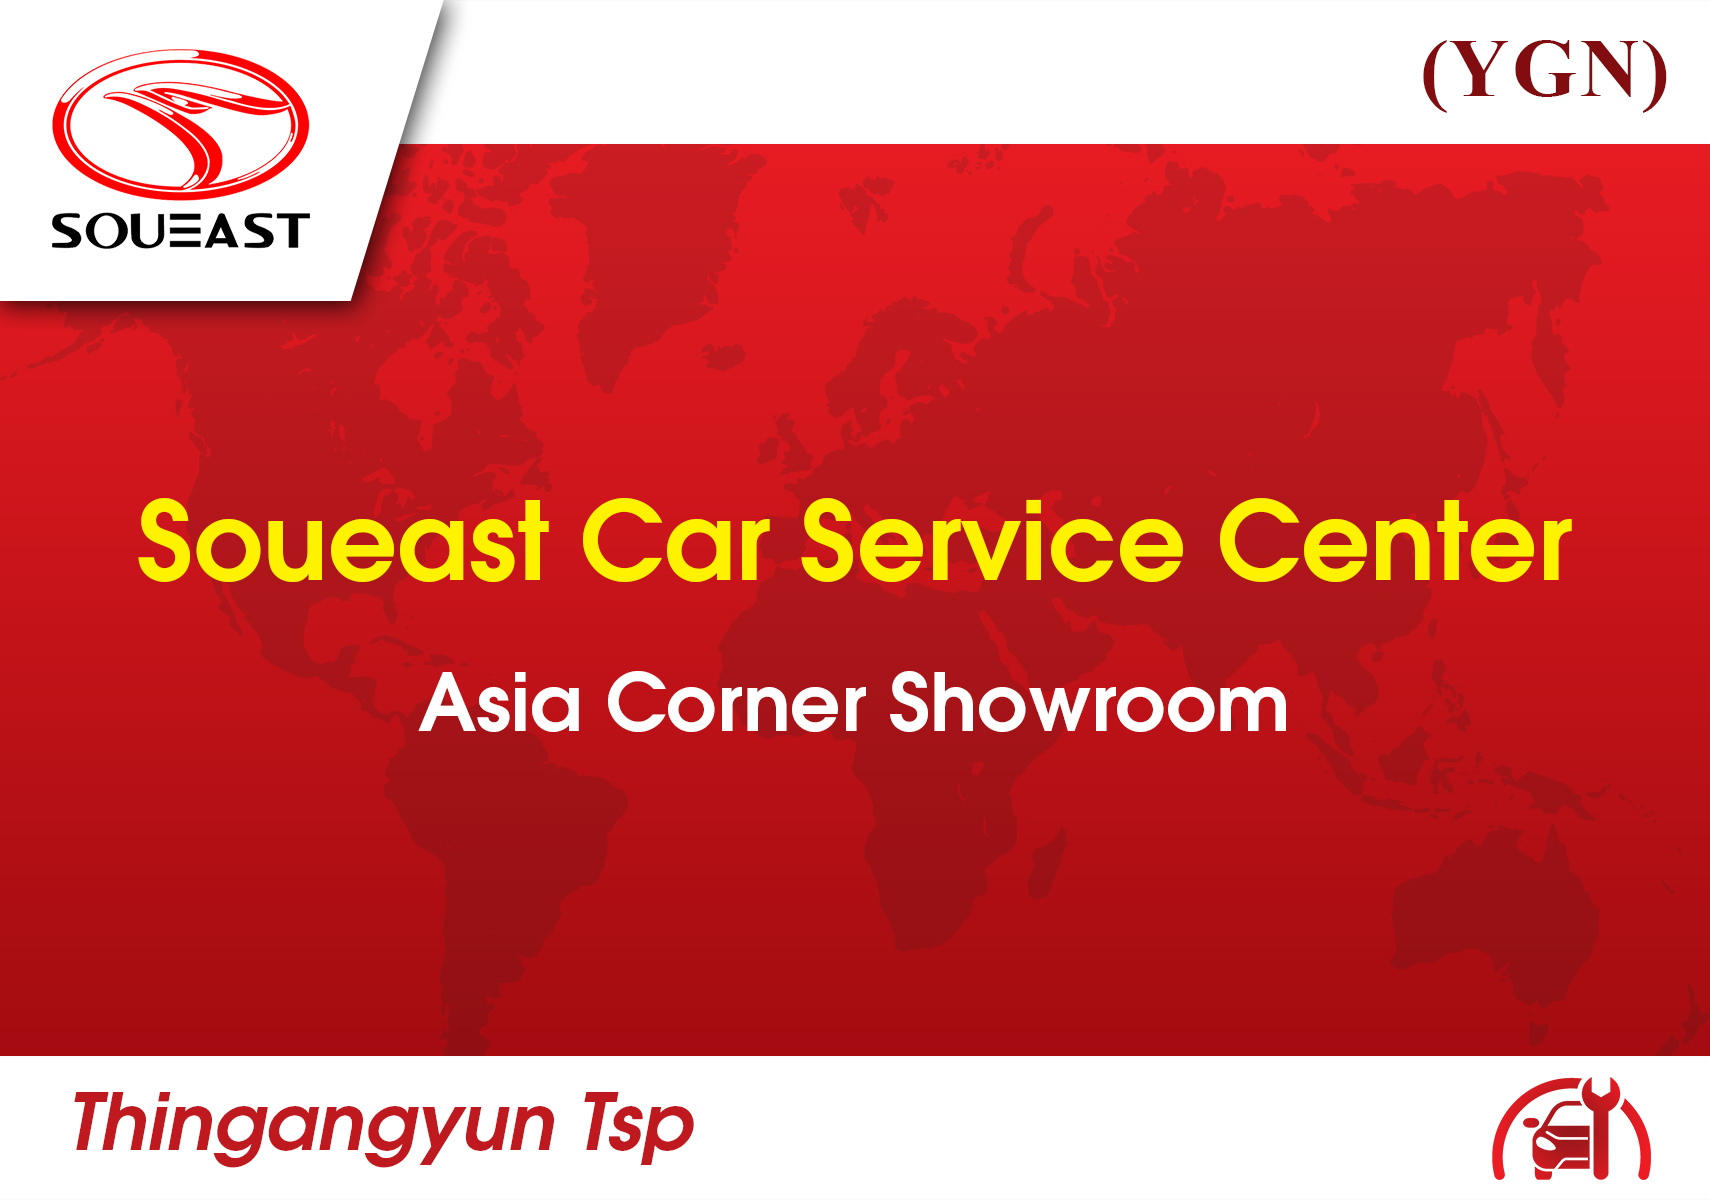 SOUEAST
(YGN)
Soueast Car Service Center
Asia Corner Showroom
Thingangyun Tsp